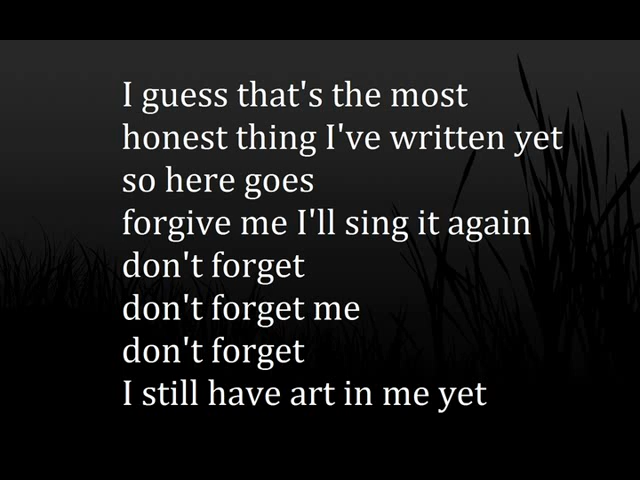 I guess that's the most
honest thing I've written yet
so here goes
forgive me I'll sing it again
don't forget
don't forget me
don't forget
I still have art in me yet